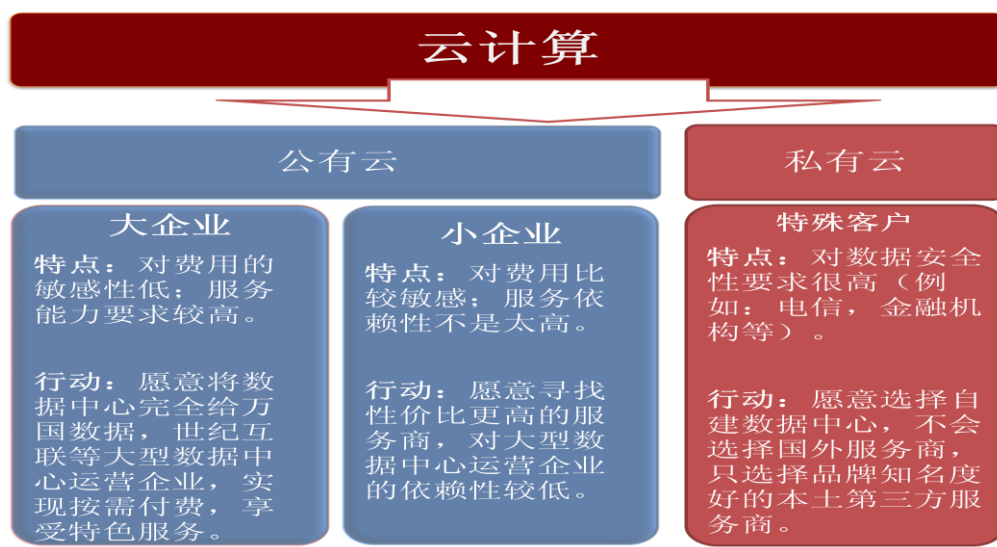 云计算
公有云
私有云
大企业
特点：对费用的
敏感性低；服务
能力要求较高。
行动：愿意将数
据中心完全给万
国数据，世纪互
联等大型数据中
心运营企业，实
现按需付费，享
受特色服务。
小企业
特点：对费用比
较敏感；服务依
赖性不是太高。
行动：愿意寻找
性价比更高的服
务商，对大型数
据中心运营企业
的依赖性较低。
特殊客户
特点：对数据安全
性要求很高（例
如：电信，金融机
构等）。
行动：愿意选择自
建数据中心，不会
选择国外服务商，
只选择品牌知名度
好的本土第三方服
务商。